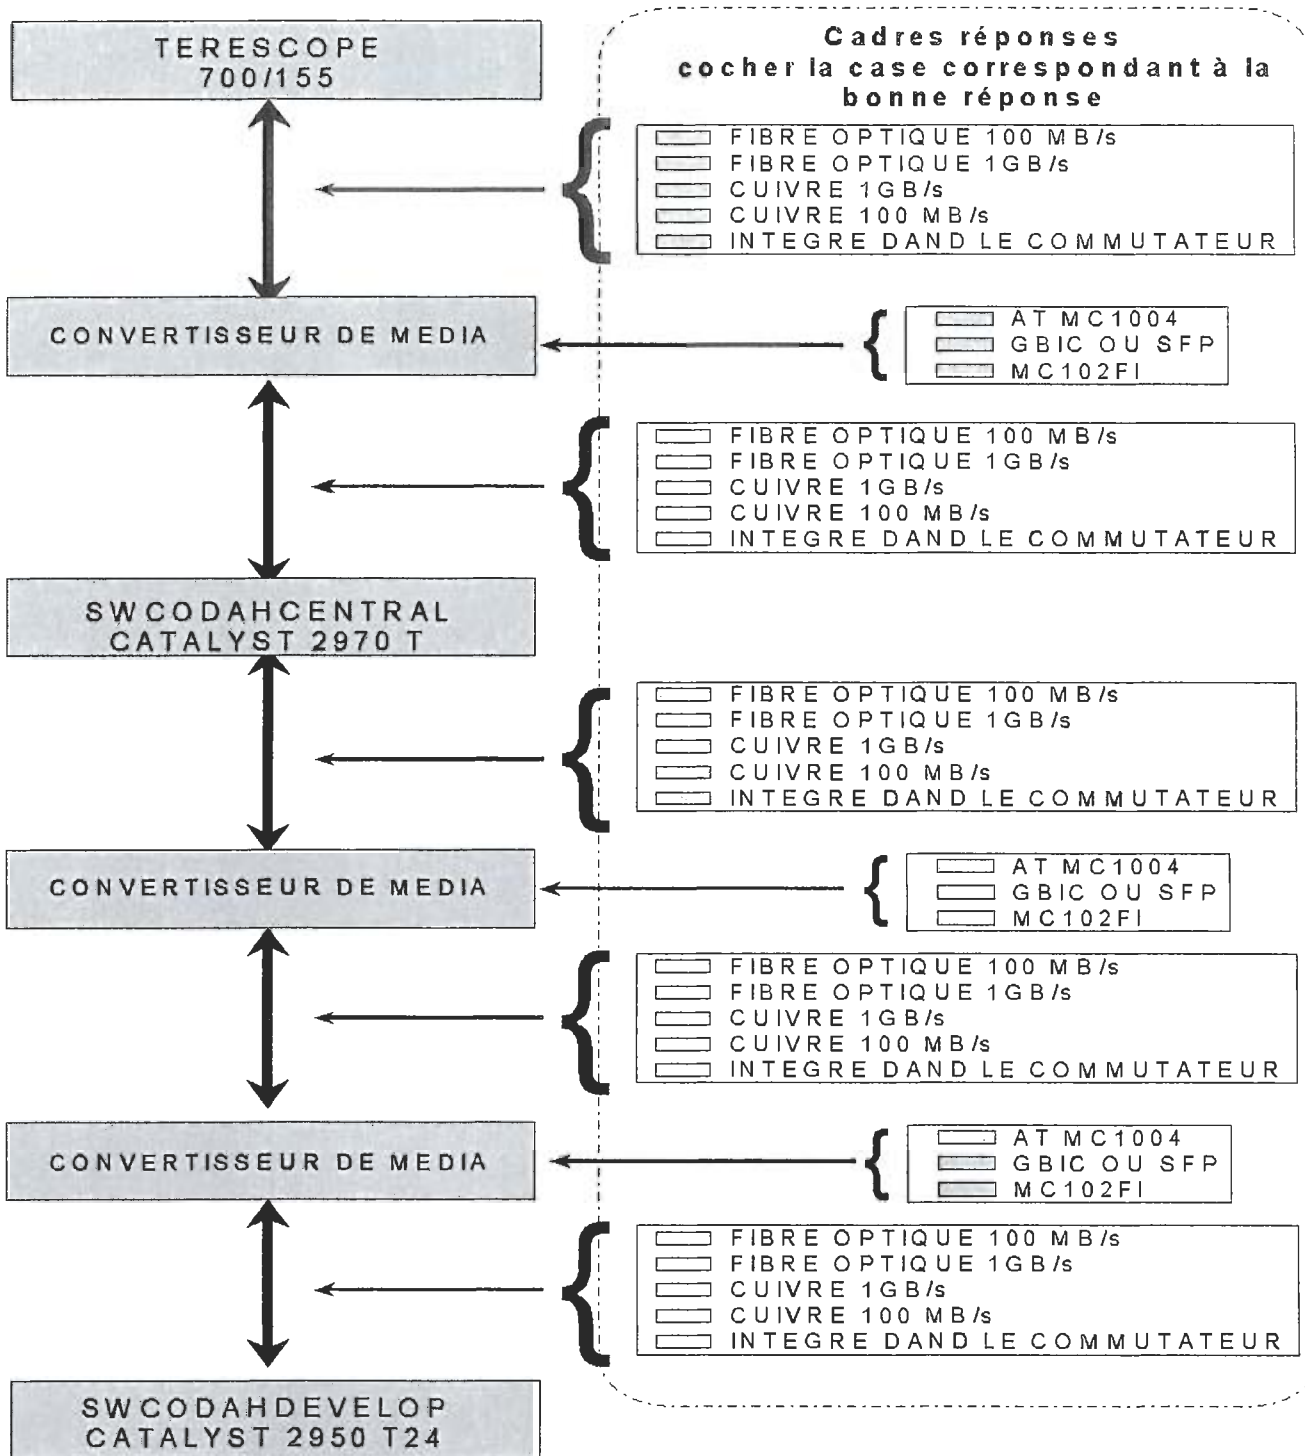 TERESCOPE
700/155
Cadres réponses
cocher la case correspondant à la
bonne réponse
FIBRE OPTIQUE 100 MB/s
FIBRE OPTIQUE 1GB/s
CUIVRE 1GB/s
CUIVRE 100 MB/s
INTEGRE DAND LE COMMUTATEUR
CONVERTISSEUR DE MEDIA
AT MC1004
GBIC OU SFP
MC102FI
FIBRE OPTIQUE 100 MB/s
FIBRE OPTIQUE 1GB/s
CUIVRE 1GB/s
CUIVRE 100 MB/s
INTEGRE DAND LE COMMUTATEUR
SWCODAHCENTRAL
CATALYST 2970 T
FIBRE OPTIQUE 100 MB/s
FIBRE OPTIQUE 1GB/s
CUIVRE 1GB/s
CUIVRE 100 MB/s
INTEGRE DAND LE COMMUTATEUR
CONVERTISSEUR DE MEDIA
AT MC1004
GBIC OU SFP
MC102FI
FIBRE OPTIQUE 100 MB/s
FIBRE OPTIQUE 1GB/s
CUIVRE 1GB/s
CUIVRE 100 MB/s
INTEGRE DAND LE COMMUTATEUR
CONVERTISSEUR DE MEDIA
AT MC1004
GBIC OU SFP
MC102FI
FIBRE OPTIQUE 100 MB/s
FIBRE OPTIQUE 1GB/s
CUIVRE 1GB/s
CUIVRE 100 MB/s
INTEGRE DAND LE COMMUTATEUR
SWCODAHDEVELOP
CATALYST 2950 T24